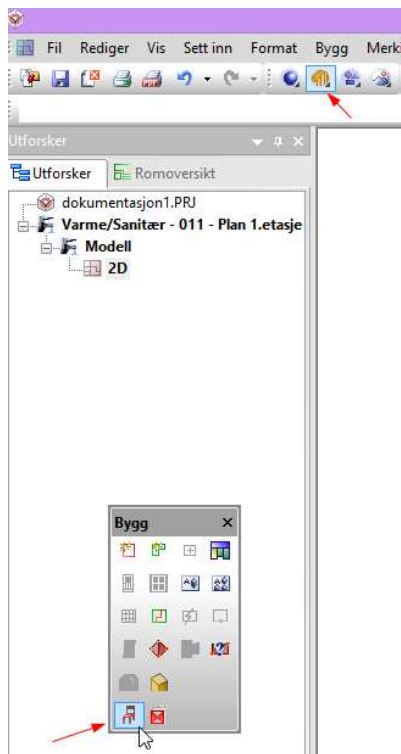 Fil Rediger Vis Sett inn Format Bygg Merki
Utforsker
Utforsker Romoversikt
dokumentasjon1.PRJ
Varme/Sanitær - 011 - Plan 1.etasje
Modell
2D
Bygg